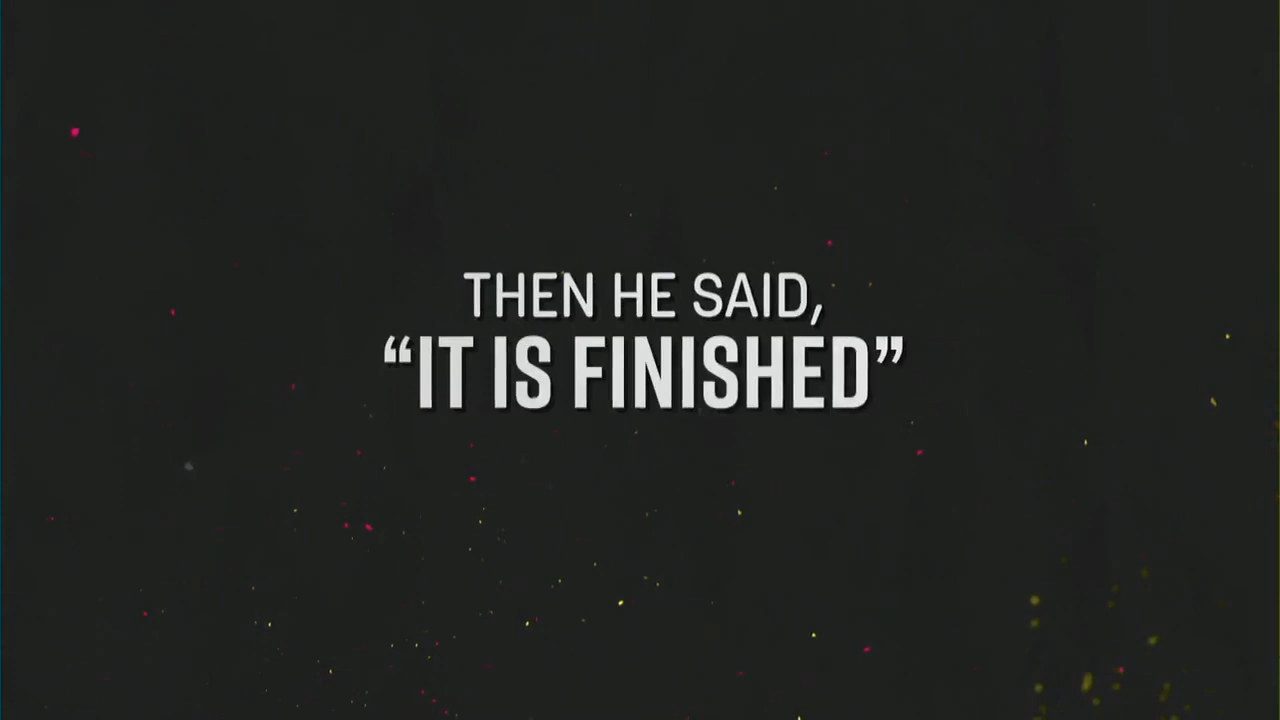 THEN HE SAID,
“IT IS FINISHED”